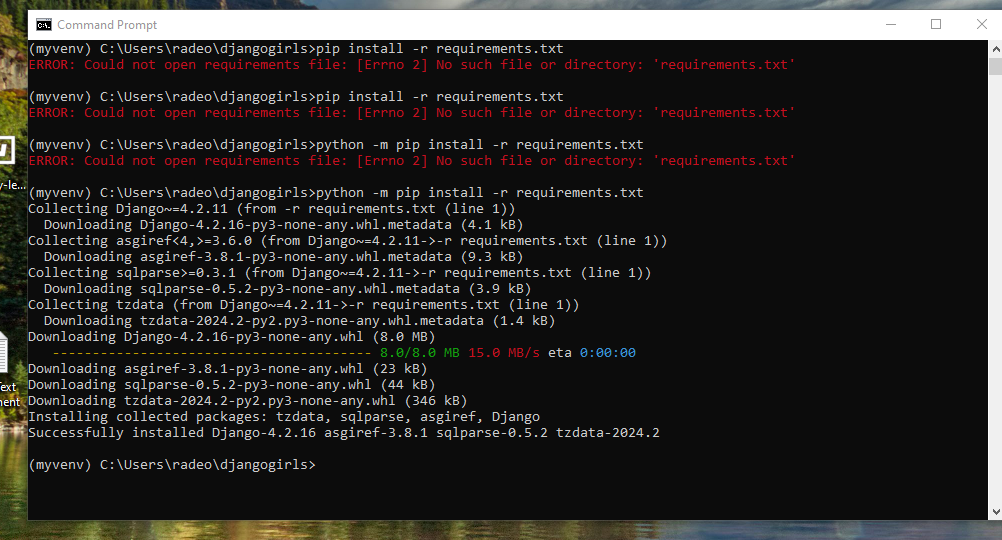 Command Prompt
(myvenv) C:\Users\radeo\djangogirls>pip install -r requirements.txt
ERROR: Could not open requirements file: [Errno 2] No such file or directory: 'requirements.txt'
(myvenv) C:\Users\radeo\djangogirls>pip install -r requirements.txt
ERROR: Could not open requirements file: [Errno 2] No such file or directory: 'requirements.txt'
(myvenv) C:\Users\radeo\djangogirls>python -m pip install -r requirements.txt
ERROR: Could not open requirements file: [Errno 2] No such file or directory: 'requirements.txt'
(myvenv) C:\Users\radeo\djangogirls>python -m pip install -r requirements.txt
Collecting Django~=4.2.11 (from -r requirements.txt (line 1))
  Downloading Django-4.2.16-py3-none-any.whl.metadata (4.1 kB)
Collecting asgiref<4,>=3.6.0 (from Django~=4.2.11->-r requirements.txt (line 1))
  Downloading asgiref-3.8.1-py3-none-any.whl.metadata (9.3 kB)
Collecting sqlparse>=0.3.1 (from Django~=4.2.11->-r requirements.txt (line 1))
  Downloading sqlparse-0.5.2-py3-none-any.whl.metadata (3.9 kB)
Collecting tzdata (from Django~=4.2.11->-r requirements.txt (line 1))
  Downloading tzdata-2024.2-py2.py3-none-any.whl.metadata (1.4 kB)
Downloading Django-4.2.16-py3-none-any.whl (8.0 MB)
   ---------------------------------------- 8.0/8.0 MB 15.0 MB/s eta 0:00:00
Downloading asgiref-3.8.1-py3-none-any.whl (23 kB)
Downloading sqlparse-0.5.2-py3-none-any.whl (44 kB)
Downloading tzdata-2024.2-py2.py3-none-any.whl (346 kB)
Installing collected packages: tzdata, sqlparse, asgiref, Django
Successfully installed Django-4.2.16 asgiref-3.8.1 sqlparse-0.5.2 tzdata-2024.2
(myvenv) C:\Users\radeo\djangogirls>